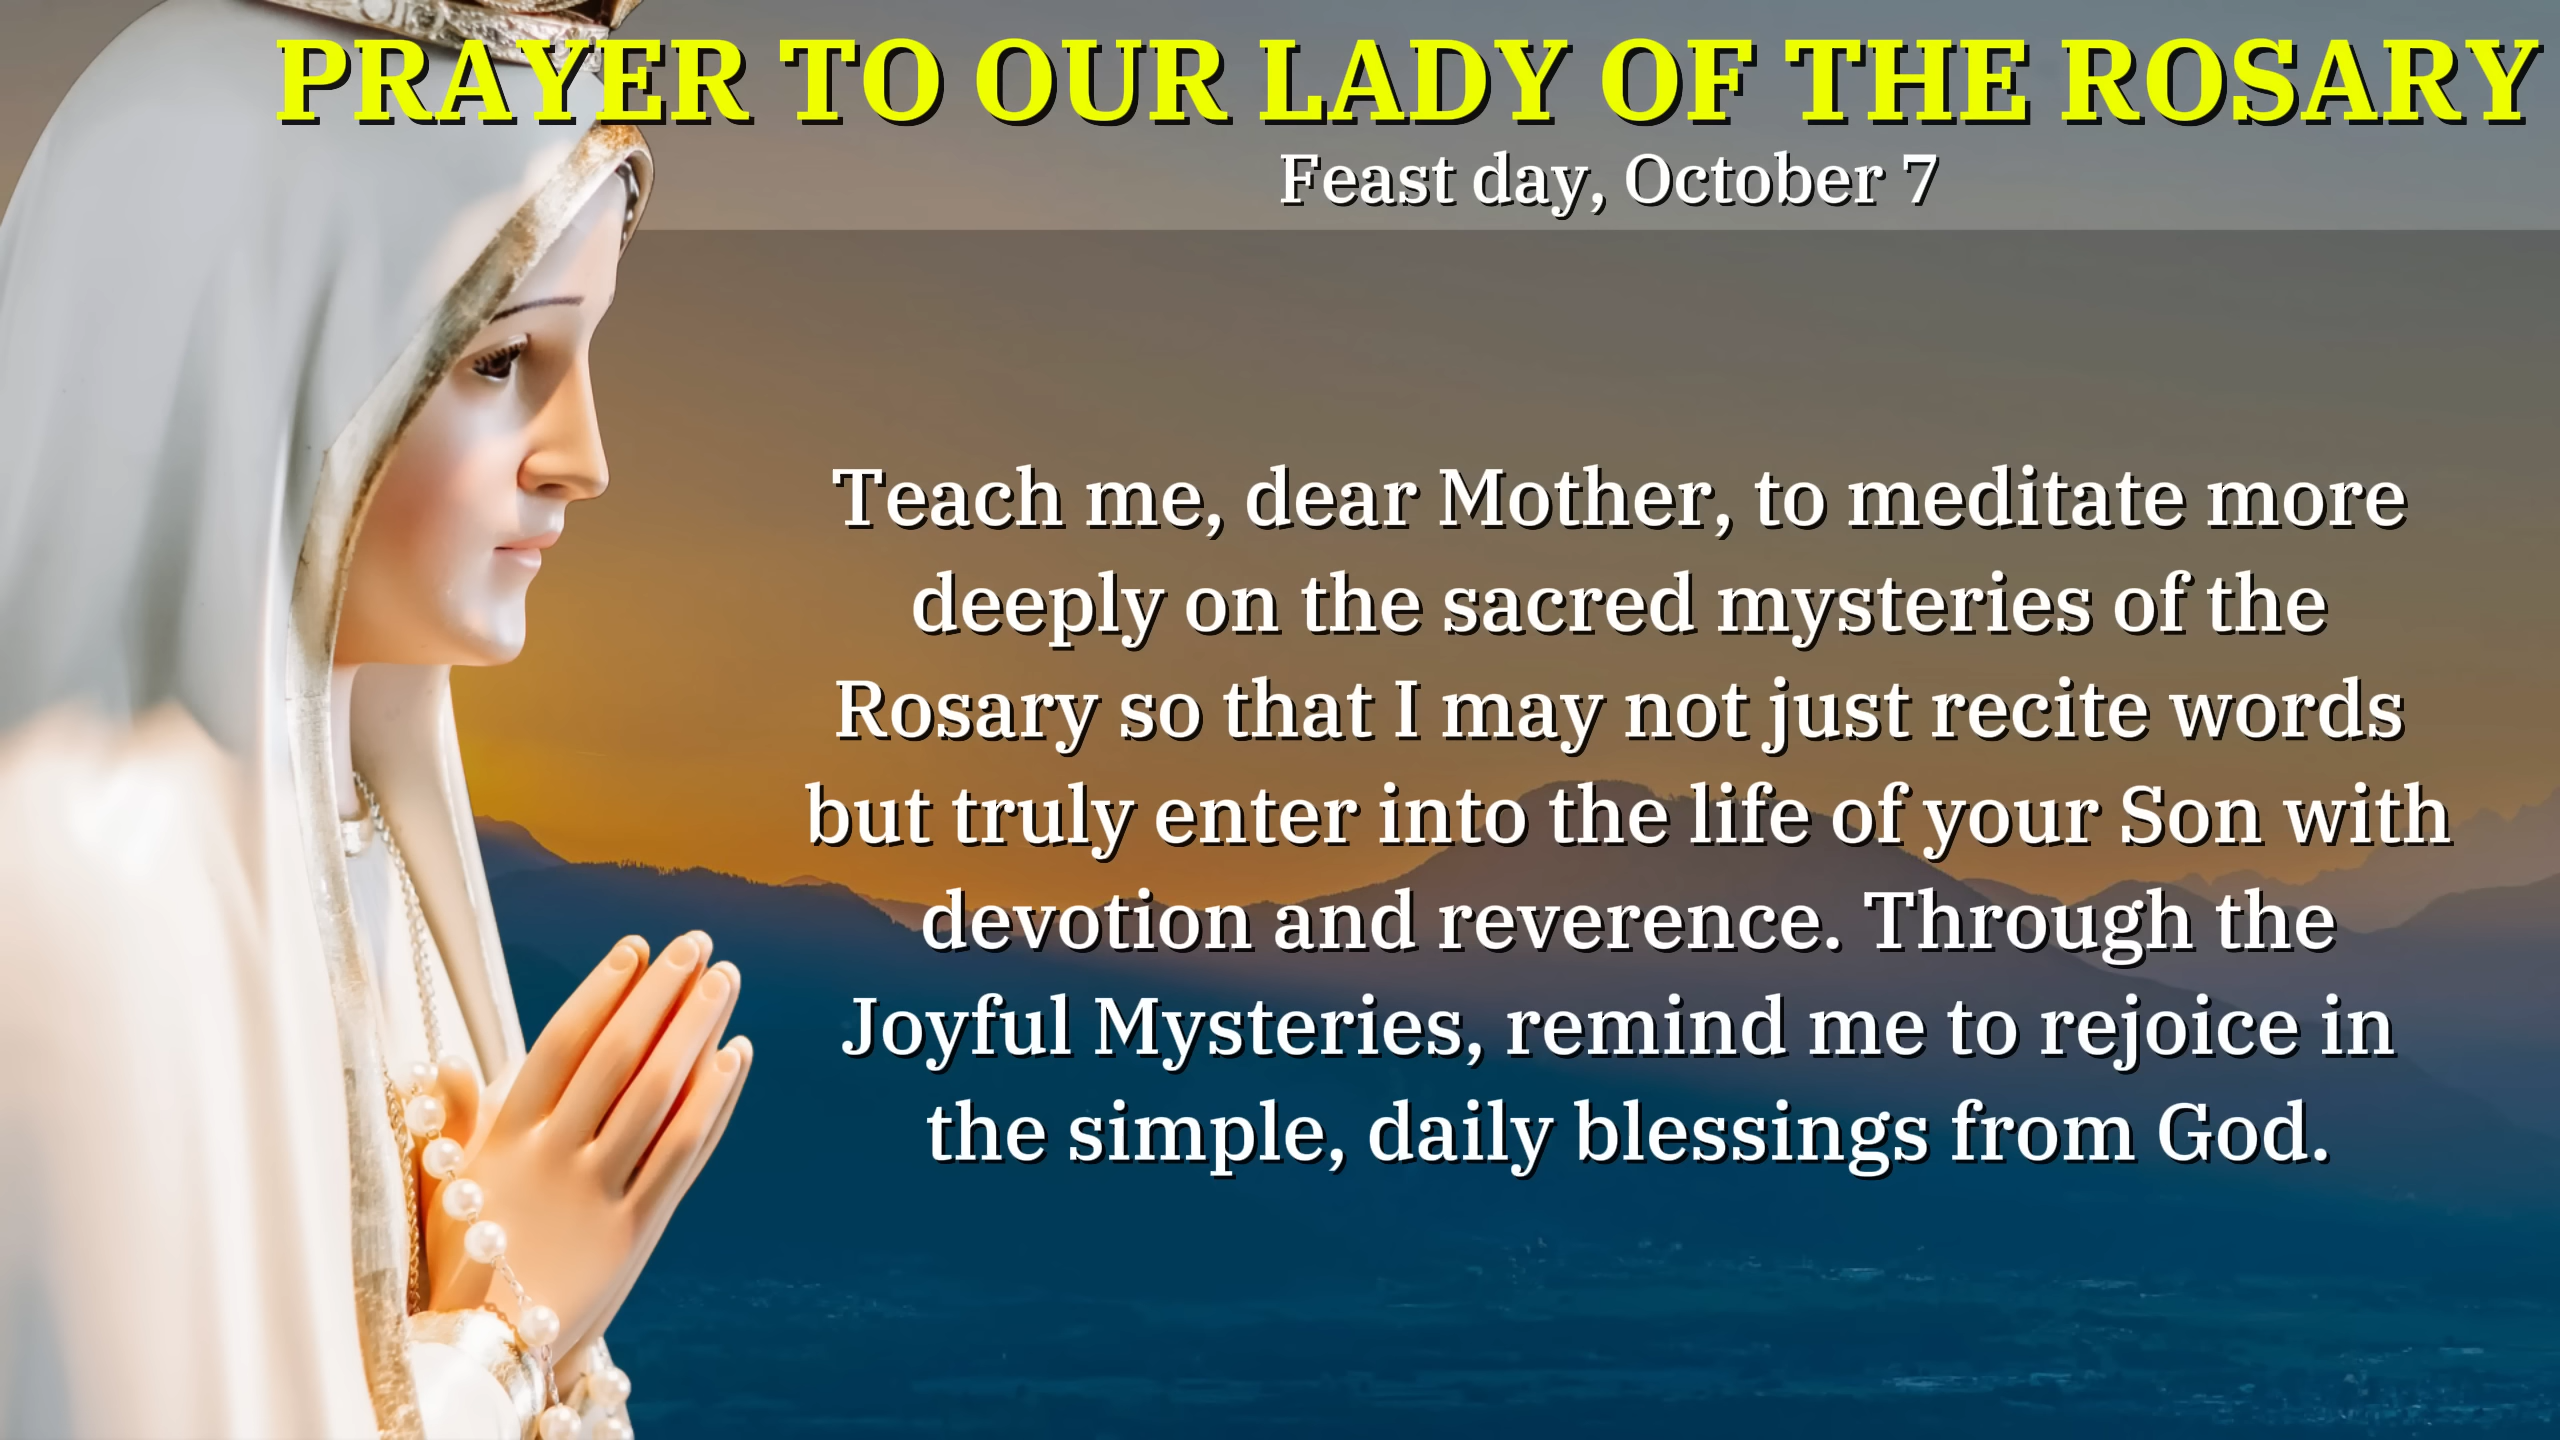 PRAYER TO OUR LADY OF THE ROSARY
Feast day, October 7
Teach me, dear Mother, to meditate more
deeply on the sacred mysteries of the
Rosary so that I may not just recite words
but truly enter into the life of your Son with
devotion and reverence. Through the
Joyful Mysteries, remind me to rejoice in
the simple, daily blessings from God.